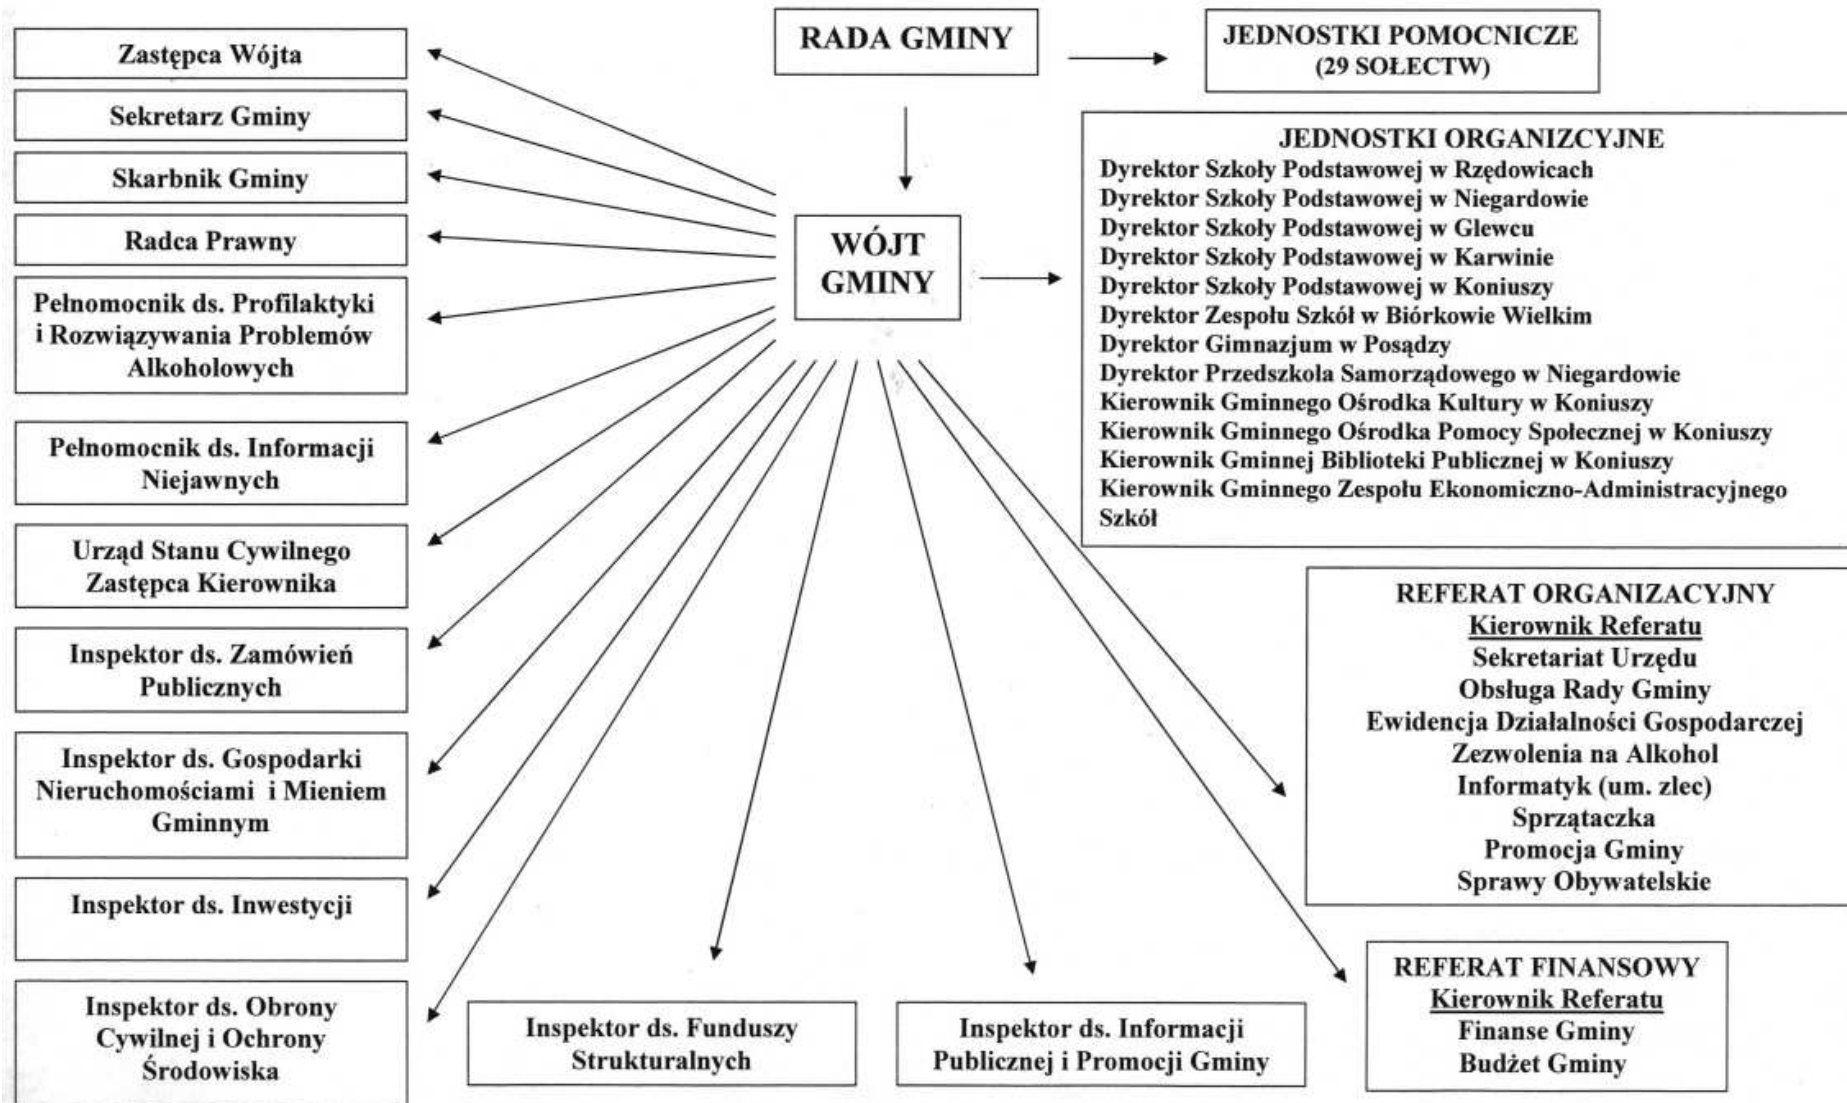 RADA GMINY
JEDNOSTKI POMOCNICZE
(29 SOŁECTW)
Zastępca Wójta
Sekretarz Gminy
Skarbnik Gminy
Radca Prawny
Pełnomocnik ds. Profilaktyki
i Rozwiązywania Problemów
Alkoholowych
Pełnomocnik ds. Informacji
Niejawnych
Urząd Stanu Cywilnego
Zastępca Kierownika
Inspektor ds. Zamówień
Publicznych
Inspektor ds. Gospodarki
Nieruchomościami i Mieniem
Gminnym
Inspektor ds. Inwestycji
Inspektor ds. Obrony
Cywilnej i Ochrony
Środowiska
WÓJT
GMINY
JEDNOSTKI ORGANIZCYJNE
Dyrektor Szkoły Podstawowej w Rzędowicach
Dyrektor Szkoły Podstawowej w Niegardowie
Dyrektor Szkoły Podstawowej w Glewcu
Dyrektor Szkoły Podstawowej w Karwinie
Dyrektor Szkoły Podstawowej w Koniuszy
Dyrektor Zespołu Szkół w Biórkowie Wielkim
Dyrektor Gimnazjum w Posądzy
Dyrektor Przedszkola Samorządowego w Niegardowie
Kierownik Gminnego Ośrodka Kultury w Koniuszy
Kierownik Gminnego Ośrodka Pomocy Społecznej w Koniuszy
Kierownik Gminnej Biblioteki Publicznej w Koniuszy
Kierownik Gminnego Zespołu Ekonomiczno-Administracyjnego
Szkół
REFERAT ORGANIZACYJNY
Kierownik Referatu
Sekretariat Urzędu
Obsługa Rady Gminy
Ewidencja Działalności Gospodarczej
Zezwolenia na Alkohol
Informatyk (um. zlec)
Sprzątaczka
Promocja Gminy
Sprawy Obywatelskie
Inspektor ds. Funduszy
Strukturalnych
Inspektor ds. Informacji
Publicznej i Promocji Gminy
REFERAT FINANSOWY
Kierownik Referatu
Finanse Gminy
Budżet Gminy